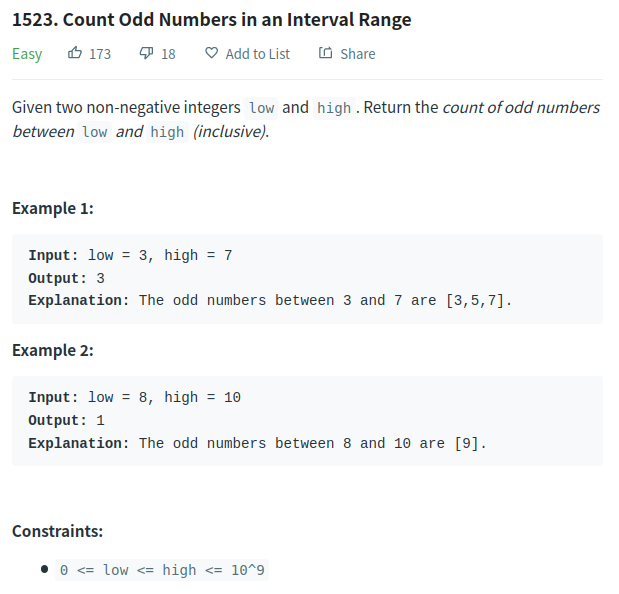 1523. Count Odd Numbers in an Interval Range
Easy 173 18 Add to List Share
Given two non-negative integers low and high. Return the count of odd numbers
between low and high (inclusive).
Example 1:
Input: low = 3, high = 7
Output: 3
Explanation: The odd numbers between 3 and 7 are [3,5,7].
Example 2:
Input: low = 8, high = 10
Output: 1
Explanation: The odd numbers between 8 and 10 are [9].
Constraints:
• 0 <= low <= high <= 10^9